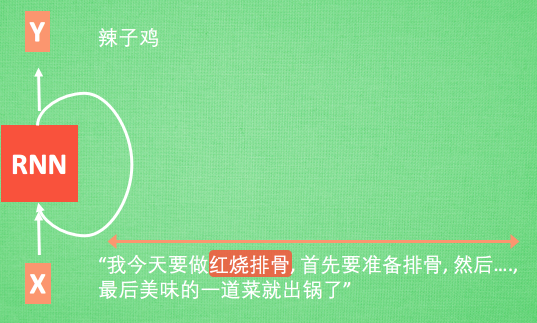 Y
辣子鸡
RNN
X
“我今天要做红烧排骨, 首先要准备排骨, 然后....,
最后美味的一道菜就出锅了”